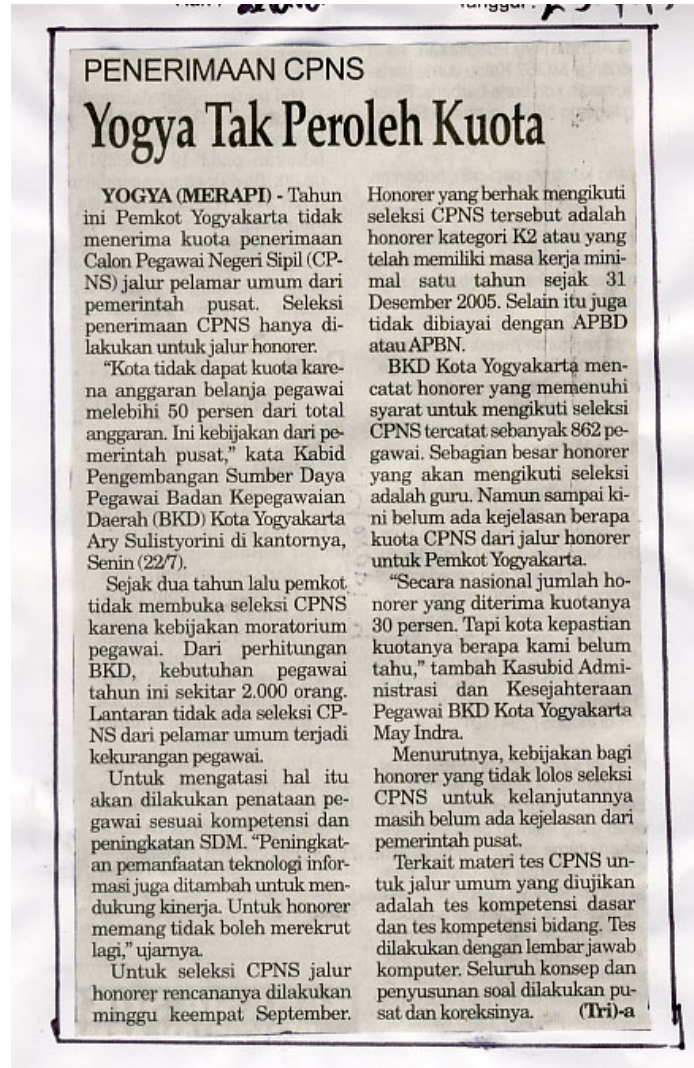 PENERIMAAN CPNS
Yogya Tak Peroleh Kuota
YOGYA (MERAPI) - Tahun
ini Pemkot Yogyakarta tidak
menerima kuota penerimaan
Calon Pegawai Negeri Sipil (CP-
NS) jalur pelamar umum dari
pemerintah pusat. Seleksi
penerimaan CPNS hanya di-
lakukan untuk jalur honorer.
"Kota tidak dapat kuota kare-
na anggaran belanja pegawai
melebihi 50 persen dari total
anggaran. Ini kebijakan dari pe-
merintah pusat," kata Kabid
Pengembangan Sumber Daya
Pegawai Badan Kepegawaian
Daerah (BKD) Kota Yogyakarta
Ary Sulistyorini di kantornya,
Senin (22/7).
Sejak dua tahun lalu pemkot
tidak membuka seleksi CPNS
karena kebijakan moratorium
pegawai. Dari perhitungan
BKD, kebutuhan pegawai
tahun ini sekitar 2.000 orang.
Lantaran tidak ada seleksi CP-
NS dari pelamar umum terjadi
kekurangan pegawai.
Untuk mengatasi hal itu
akan dilakukan penataan pe-
gawai sesuai kompetensi dan
peningkatan SDM. "Peningkat-
an pemanfaatan teknologi infor-
masi juga ditambah untuk men-
dukung kinerja. Untuk honorer
memang tidak boleh merekrut
lagi," ujarnya.
Untuk seleksi CPNS jalur
honorer rencananya dilakukan
minggu keempat September.
Honorer yang berhak mengikuti
seleksi CPNS tersebut adalah
honorer kategori K2 atau yang
telah memiliki masa kerja mini-
mal satu tahun sejak 31
Desember 2005. Selain itu juga
tidak dibiayai dengan APBD
atau APBN.
BKD Kota Yogyakarta men-
catat honorer yang memenuhi
syarat untuk mengikuti seleksi
CPNS tercatat sebanyak 862 pe-
gawai. Sebagian besar honorer
yang akan mengikuti seleksi
adalah guru. Namun sampai ki-
ni belum ada kejelasan berapa
kuota CPNS dari jalur honorer
untuk Pemkot Yogyakarta.
"Secara nasional jumlah ho-
norer yang diterima kuotanya
30 persen. Tapi kota kepastian
kuotanya berapa kami belum
tahu," tambah Kasubid Admi-
nistrasi dan Kesejahteraan
Pegawai BKD Kota Yogyakarta
May Indra.
Menurutnya, kebijakan bagi
honorer yang tidak lolos seleksi
CPNS untuk kelanjutannya
masih belum ada kejelasan dari
pemerintah pusat.
Terkait materi tes CPNS un-
tuk jalur umum yang diujikan
adalah tes kompetensi dasar
dan tes kompetensi bidang. Tes
dilakukan dengan lembar jawab
komputer. Seluruh konsep dan
penyusunan soal dilakukan pu-
sat dan koreksinya. (Tri)-a